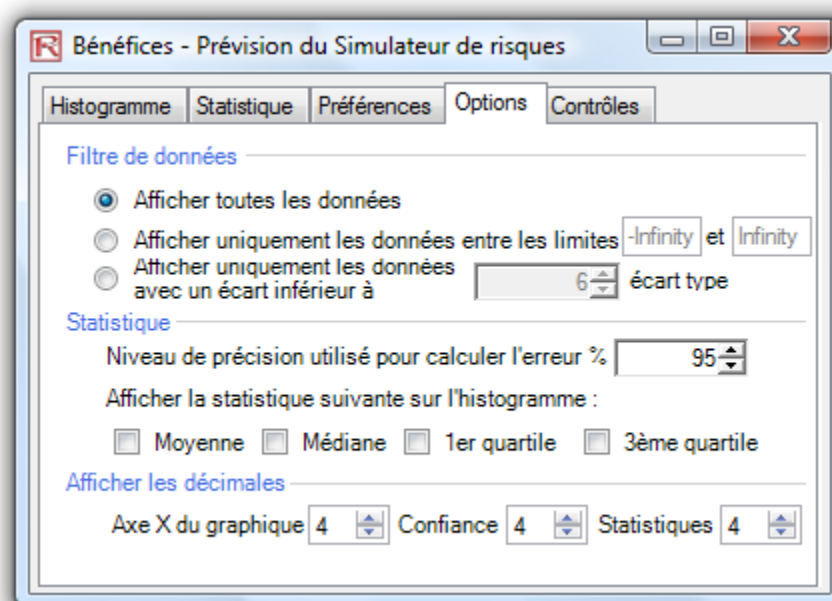 Bénéfices - Prévision du Simulateur de risques
Histogramme Statistique Préférences Options Contrôles
Filtre de données
Afficher toutes les données
Afficher uniquement les données entre les limites -Infinity et Infinity
Afficher uniquement les données
avec un écart inférieur à 6 écart type
Statistique
Niveau de précision utilisé pour calculer l'erreur % 95
Afficher la statistique suivante sur l'histogramme :
Moyenne Médiane 1er quartile 3ème quartile
Afficher les décimales
Axe X du graphique 4 Confiance 4 Statistiques 4